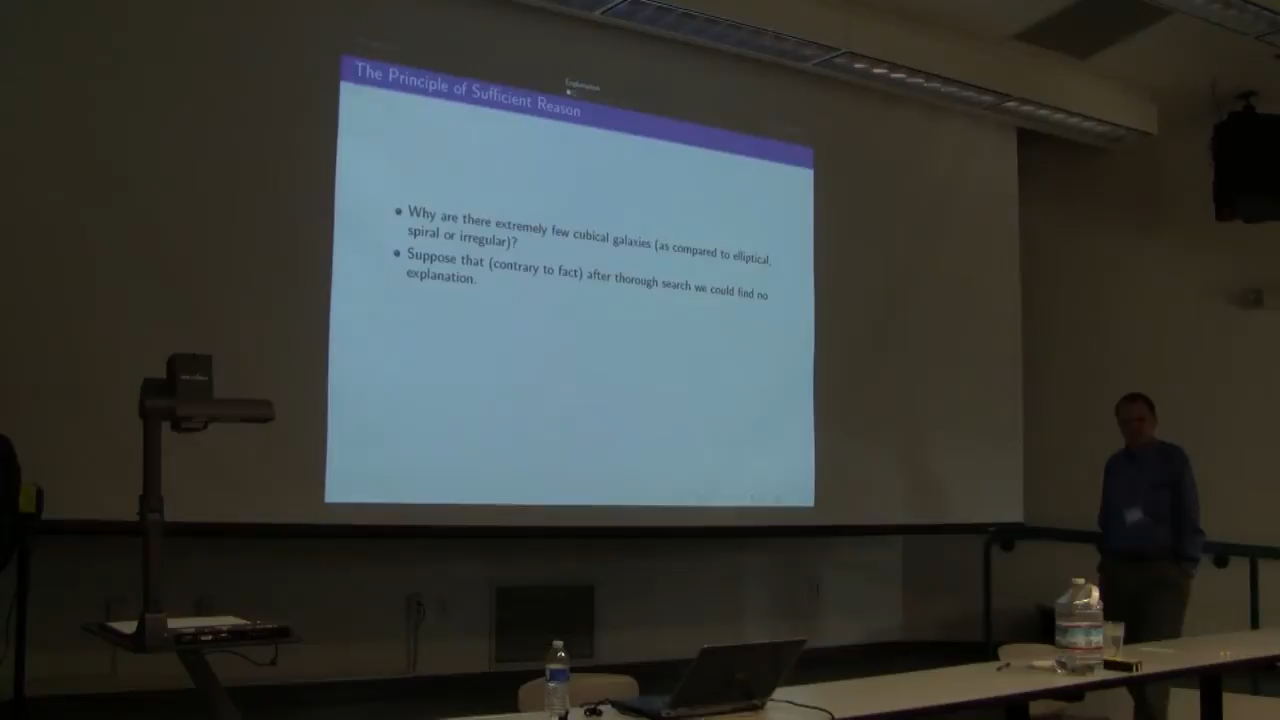 Explanation
The Principle of Sufficient Reason
Why are there extremely few cubical galaxies (as compared to elliptical,
spiral or irregular)?
Suppose that (contrary to fact) after thorough search we could find no
explanation.